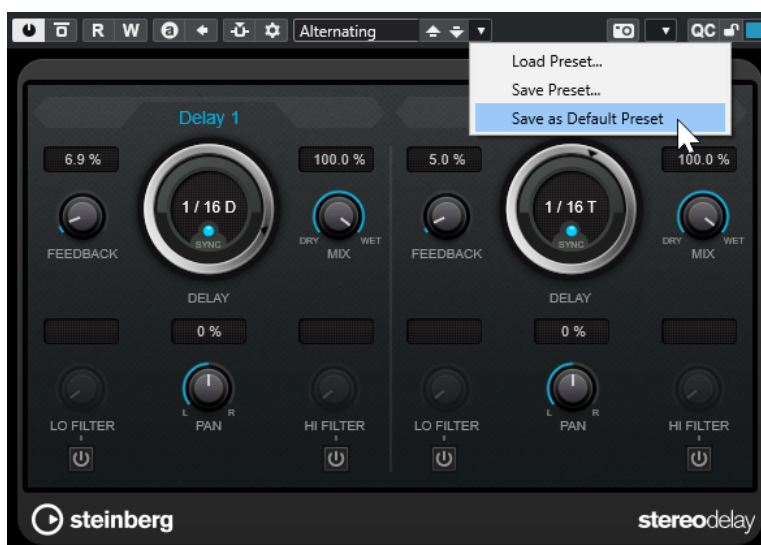 R W a Alternating QC
Load Preset...
Save Preset...
Save as Default Preset
Delay 1
6.9 % 100.0 % 5.0 % 100.0 %
1 / 16 D 1 / 16 T
SYNC SYNC
DRY WET DRY WET
FEEDBACK MIX FEEDBACK MIX
DELAY DELAY
0 % 0 %
L R L R
LO FILTER PAN HI FILTER LO FILTER PAN HI FILTER
steinberg stereodelay